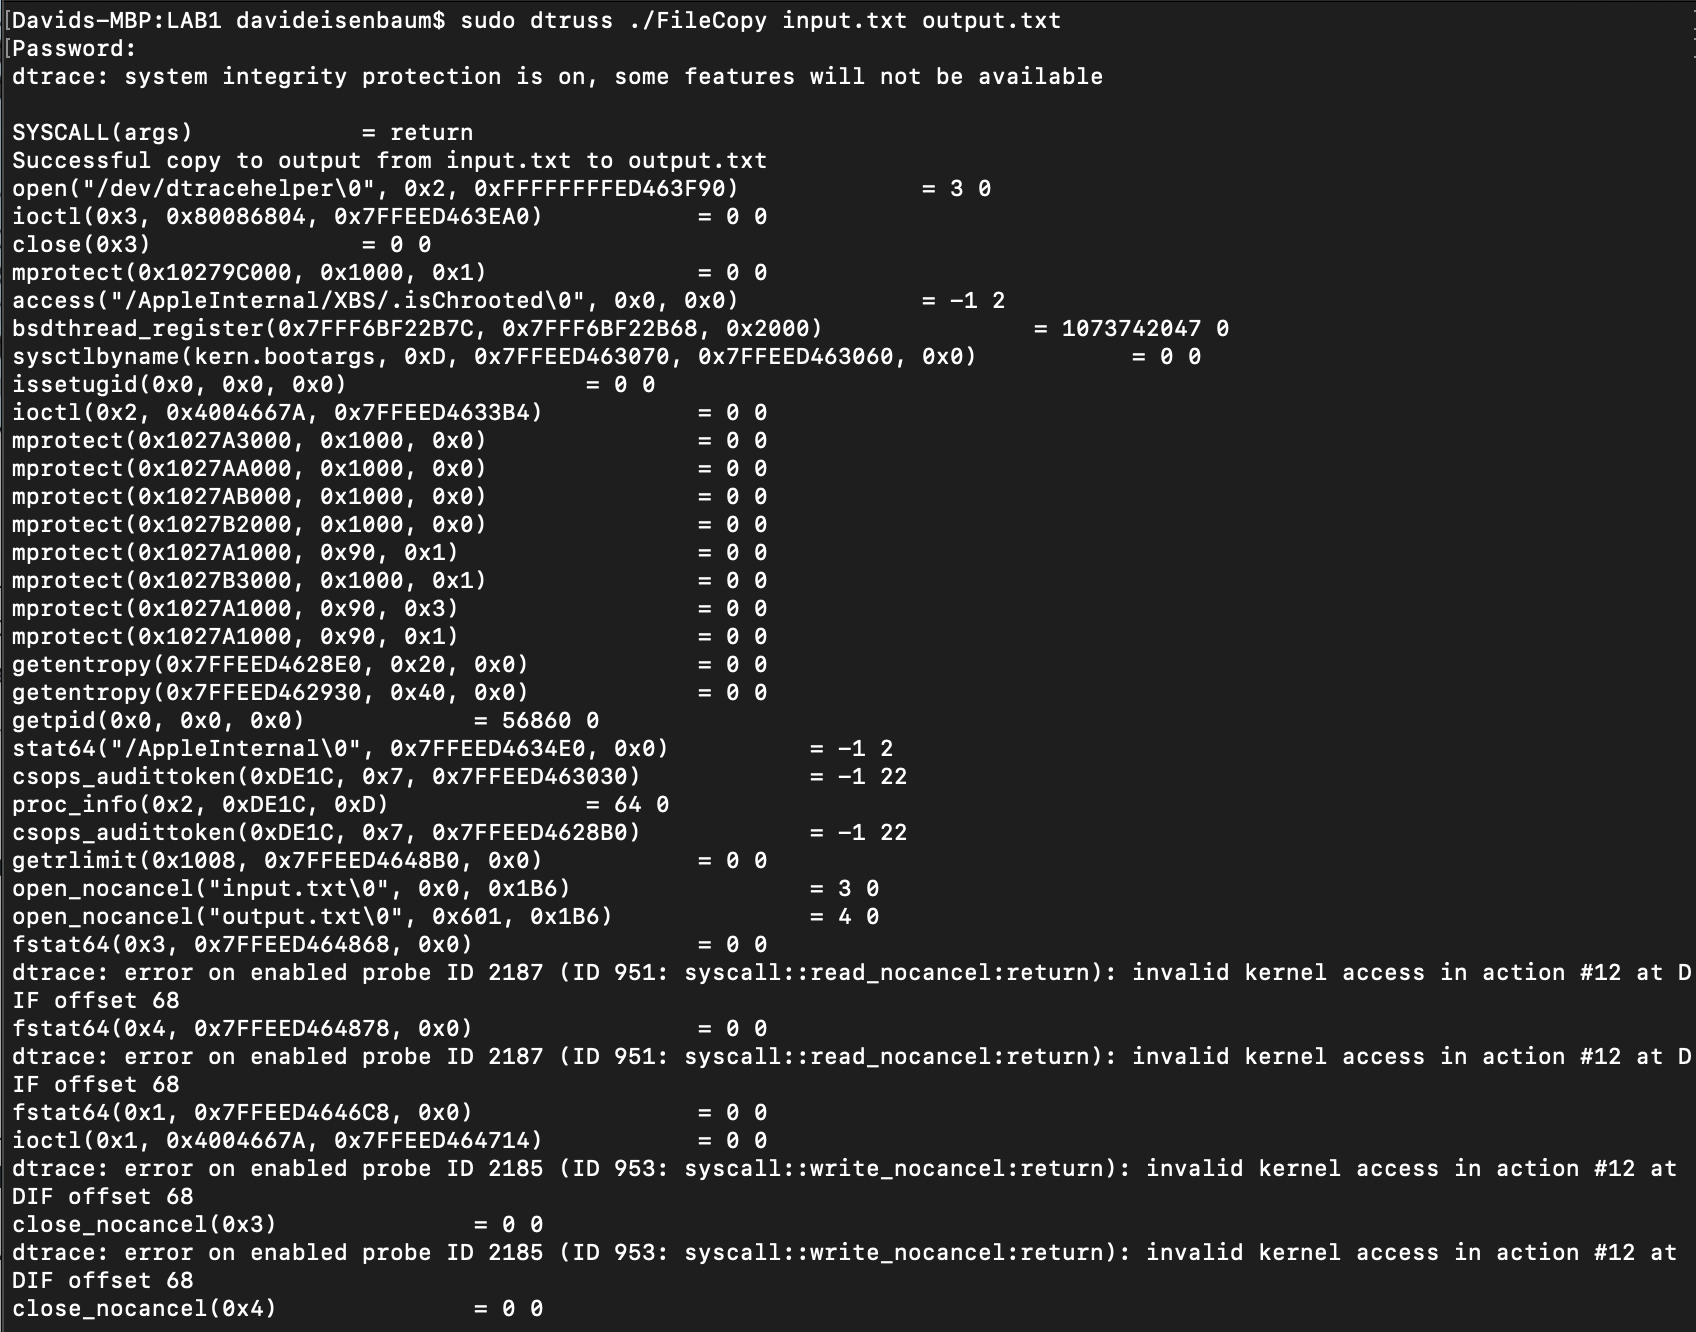 [Davids-MBP:LAB1 davideisenbaum$ sudo dtruss ./FileCopy input.txt output.txt
[Password:
dtrace: system integrity protection is on, some features will not be available
SYSCALL(args) = return
Successful copy to output from input.txt to output.txt
open("/dev/dtracehelper\0", 0x2, 0xFFFFFFFFED463F90) = 3 0
ioctl(0x3, 0x80086804, 0x7FFEED463EA0) = 0 0
close(0x3) = 0 0
mprotect(0x10279C000, 0x1000, 0x1) = 0 0
access("/AppleInternal/XBS/.isChrooted\0", 0x0, 0x0) = -1 2
bsdthread_register(0x7FFF6BF22B7C, 0x7FFF6BF22B68, 0x2000) = 1073742047 0
sysctlbyname(kern.bootargs, 0xD, 0x7FFEED463070, 0x7FFEED463060, 0x0) = 0 0
issetugid(0x0, 0x0, 0x0) = 0 0
ioctl(0x2, 0x4004667A, 0x7FFEED4633B4) = 0 0
mprotect(0x1027A3000, 0x1000, 0x0) = 0 0
mprotect(0x1027AA000, 0x1000, 0x0) = 0 0
mprotect(0x1027AB000, 0x1000, 0x0) = 0 0
mprotect(0x1027B2000, 0x1000, 0x0) = 0 0
mprotect(0x1027A1000, 0x90, 0x1) = 0 0
mprotect(0x1027B3000, 0x1000, 0x1) = 0 0
mprotect(0x1027A1000, 0x90, 0x3) = 0 0
mprotect(0x1027A1000, 0x90, 0x1) = 0 0
getentropy(0x7FFEED4628E0, 0x20, 0x0) = 0 0
getentropy(0x7FFEED462930, 0x40, 0x0) = 0 0
getpid(0x0, 0x0, 0x0) = 56860 0
stat64("/AppleInternal\0", 0x7FFEED4634E0, 0x0) = -1 2
csops_audittoken(0xDE1C, 0x7, 0x7FFEED463030) = -1 22
proc_info(0x2, 0xDE1C, 0xD) = 64 0
csops_audittoken(0xDE1C, 0x7, 0x7FFEED4628B0) = -1 22
getrlimit(0x1008, 0x7FFEED4648B0, 0x0) = 0 0
open_nocancel("input.txt\0", 0x0, 0x1B6) = 3 0
open_nocancel("output.txt\0", 0x601, 0x1B6) = 4 0
fstat64(0x3, 0x7FFEED464868, 0x0) = 0 0
dtrace: error on enabled probe ID 2187 (ID 951: syscall::read_nocancel:return): invalid kernel access in action #12 at D
IF offset 68
fstat64(0x4, 0x7FFEED464878, 0x0) = 0 0
dtrace: error on enabled probe ID 2187 (ID 951: syscall::read_nocancel:return): invalid kernel access in action #12 at D
IF offset 68
fstat64(0x1, 0x7FFEED4646C8, 0x0) = 0 0
ioctl(0x1, 0x4004667A, 0x7FFEED464714) = 0 0
dtrace: error on enabled probe ID 2185 (ID 953: syscall::write_nocancel:return): invalid kernel access in action #12 at
DIF offset 68
close_nocancel(0x3) = 0 0
dtrace: error on enabled probe ID 2185 (ID 953: syscall::write_nocancel:return): invalid kernel access in action #12 at
DIF offset 68
close_nocancel(0x4) = 0 0